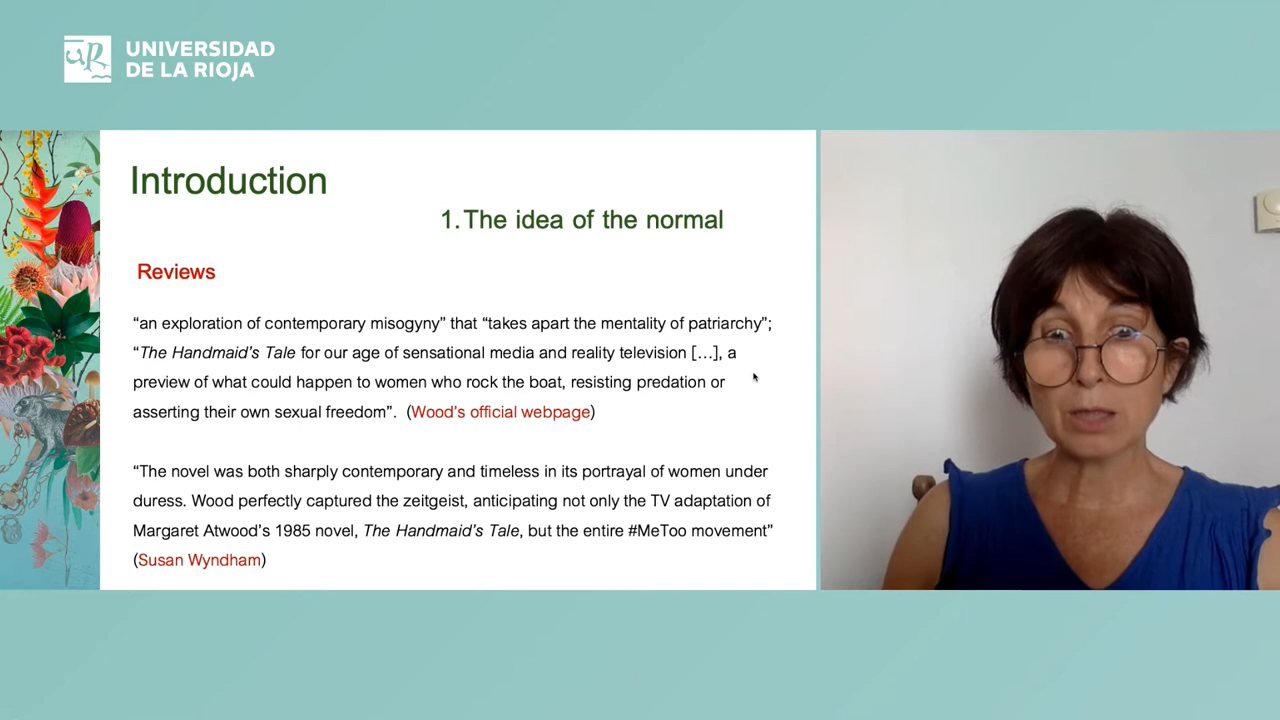 UNIVERSIDAD
DE LA RIOJA
Introduction
1. The idea of the normal
Reviews
“an exploration of contemporary misogyny” that “takes apart the mentality of patriarchy”;
“The Handmaid’s Tale for our age of sensational media and reality television […], a
preview of what could happen to women who rock the boat, resisting predation or
asserting their own sexual freedom”. (Wood’s official webpage)
“The novel was both sharply contemporary and timeless in its portrayal of women under
duress. Wood perfectly captured the zeitgeist, anticipating not only the TV adaptation of
Margaret Atwood’s 1985 novel, The Handmaid’s Tale, but the entire #MeToo movement”
(Susan Wyndham)